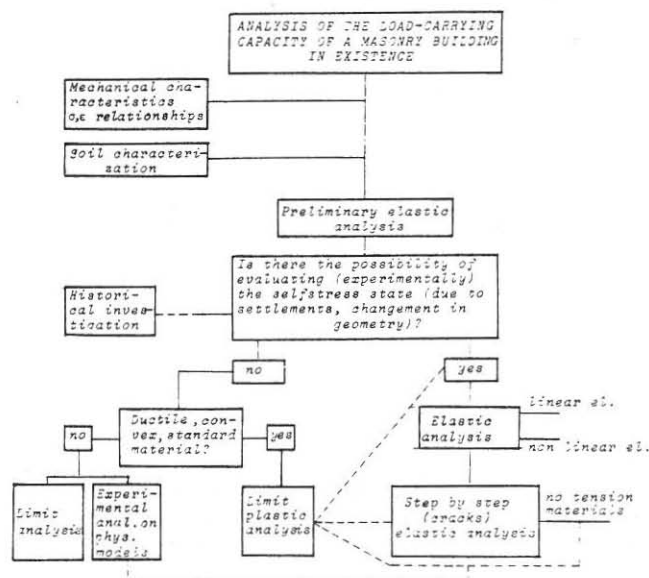 ANALYSIS OF THE LOAD-CARRYING
CAPACITY OF A MASONRY BUILDING
IN EXISTENCE
Mechanical cha-
racteristics
σ,ε relationships
Soil characteri-
zation
Preliminary elastic
analysis
Is there the possibility of
evaluating (experimentally)
the selfstress state (due to
settlements, changement in
geometry)?
Histori-
cal inves-
tication
no
yes
no
Ductile, con-
vex, standard
material?
yes
Elastic
analysis
linear el.
non linear el.
Limit
analysis
Experi-
mental
anal. on
phys.
models
Limit
plastic
analysis
Step by step
(cracks)
elastic analysis
no tension
materials